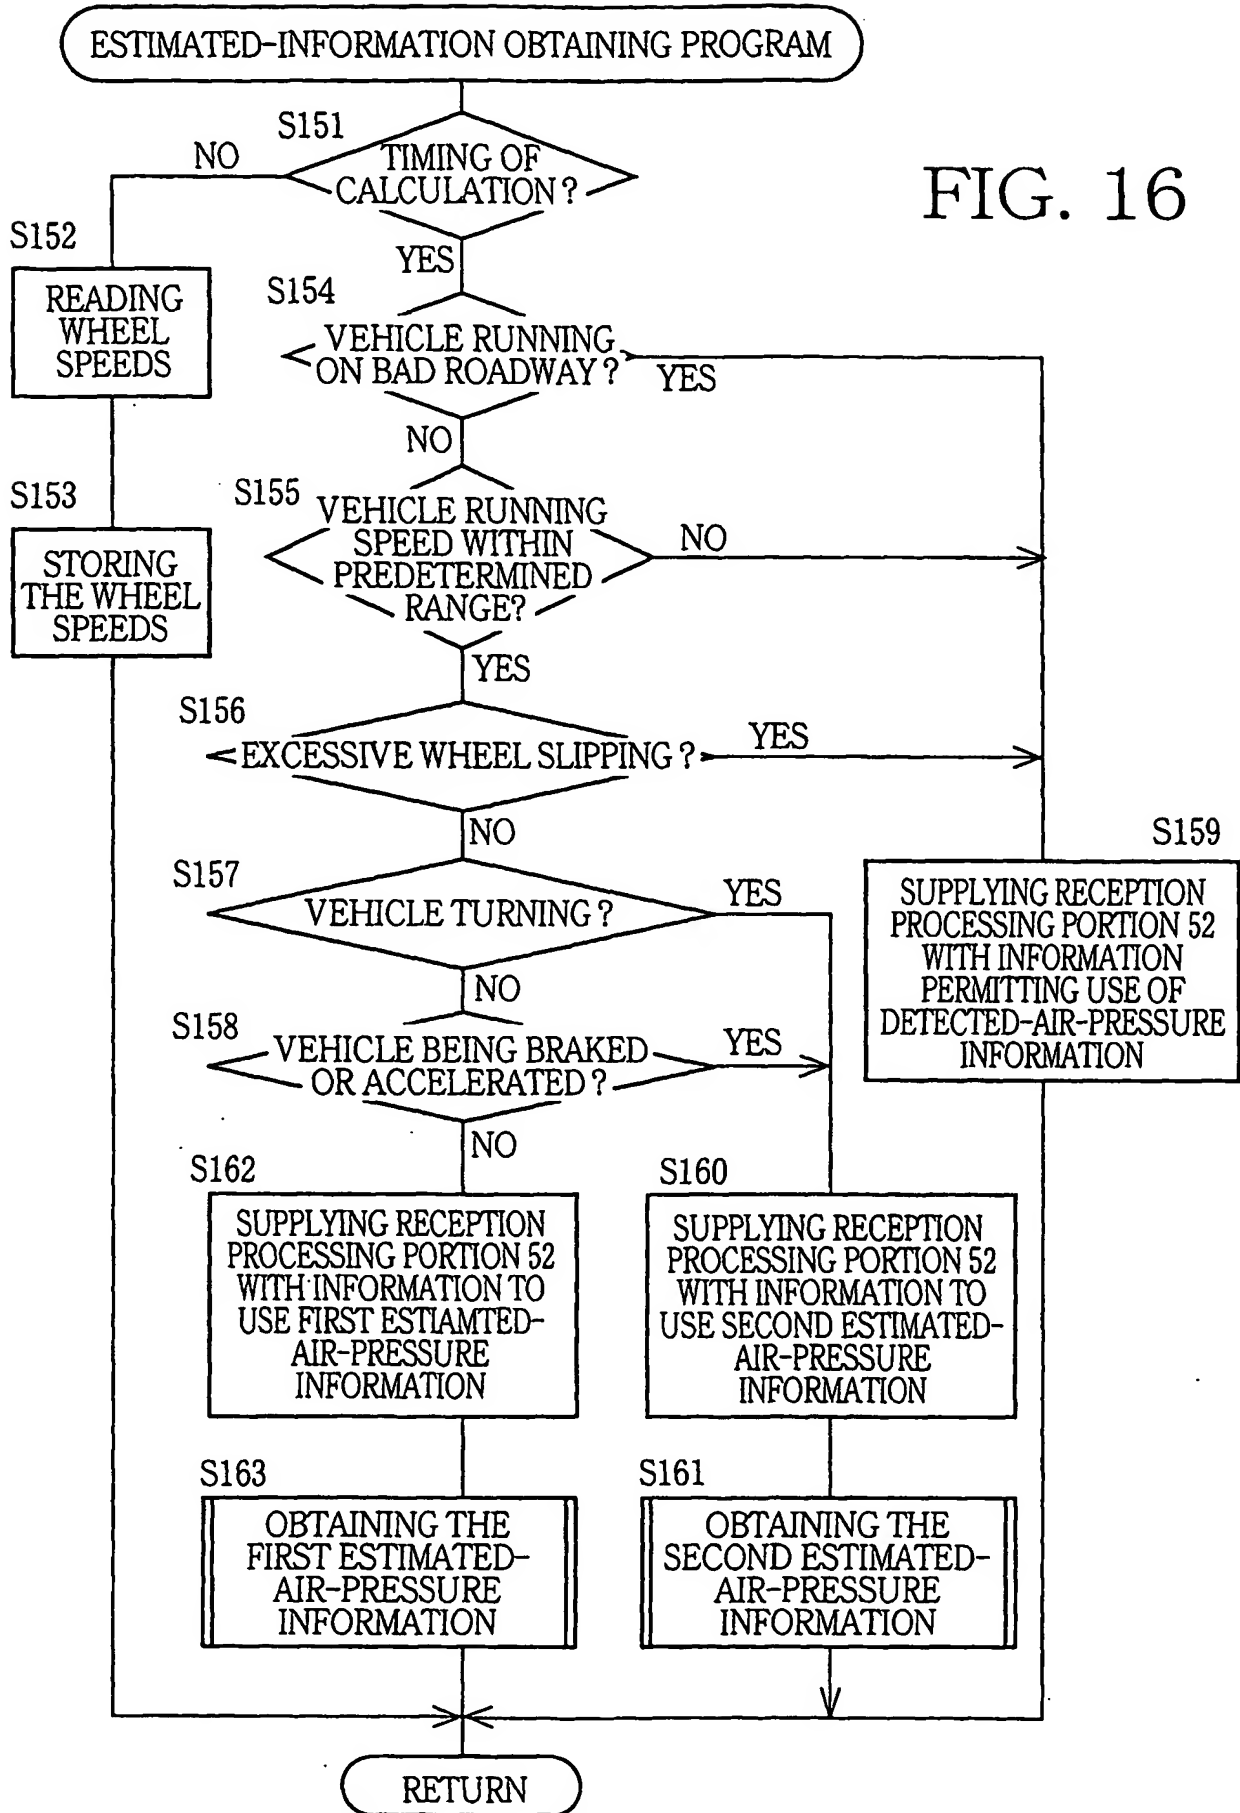 ESTIMATED-INFORMATION OBTAINING PROGRAM
FIG. 16
S151
TIMING OF
CALCULATION?
NO
YES
S152
READING
WHEEL
SPEEDS
S153
STORING
THE WHEEL
SPEEDS
S154
VEHICLE RUNNING
ON BAD ROADWAY?
YES
NO
S155
VEHICLE RUNNING
SPEED WITHIN
PREDETERMINED
RANGE?
NO
YES
S156
EXCESSIVE WHEEL SLIPPING?
YES
NO
S157
VEHICLE TURNING?
YES
NO
S158
VEHICLE BEING BRAKED
OR ACCELERATED?
YES
NO
S159
SUPPLYING RECEPTION
PROCESSING PORTION 52
WITH INFORMATION
PERMITTING USE OF
DETECTED-AIR-PRESSURE
INFORMATION
S162
SUPPLYING RECEPTION
PROCESSING PORTION 52
WITH INFORMATION TO
USE FIRST ESTIAMTED-
AIR-PRESSURE
INFORMATION
S160
SUPPLYING RECEPTION
PROCESSING PORTION 52
WITH INFORMATION TO
USE SECOND ESTIMATED-
AIR-PRESSURE
INFORMATION
S163
OBTAINING THE
FIRST ESTIMATED-
AIR-PRESSURE
INFORMATION
S161
OBTAINING THE
SECOND ESTIMATED-
AIR-PRESSURE
INFORMATION
RETURN